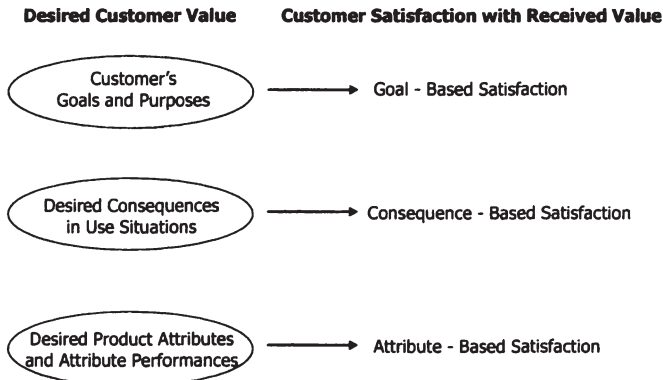 Desired Customer Value
Customer Satisfaction with Received Value
Customer's
Goals and Purposes
Goal - Based Satisfaction
Desired Consequences
in Use Situations
Consequence - Based Satisfaction
Desired Product Attributes
and Attribute Performances
Attribute - Based Satisfaction